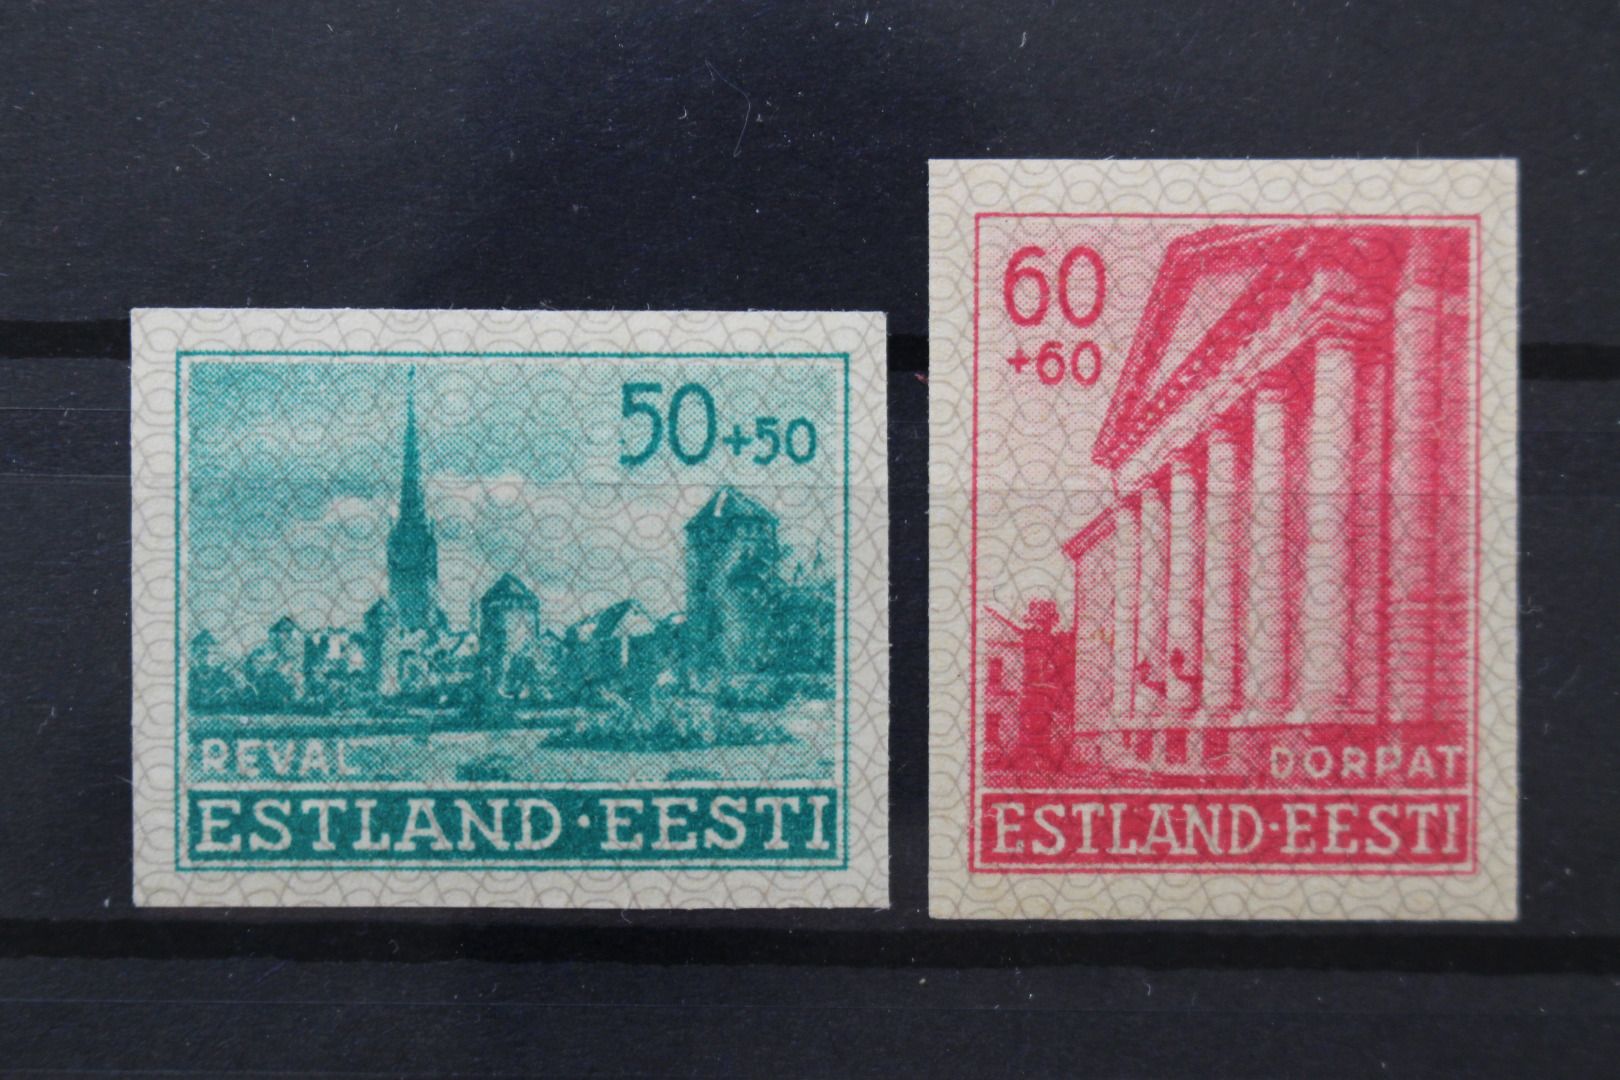 50+50
REVAL
ESTLAND·EESTI
60
+60
DORPAT
ESTLAND·EESTI